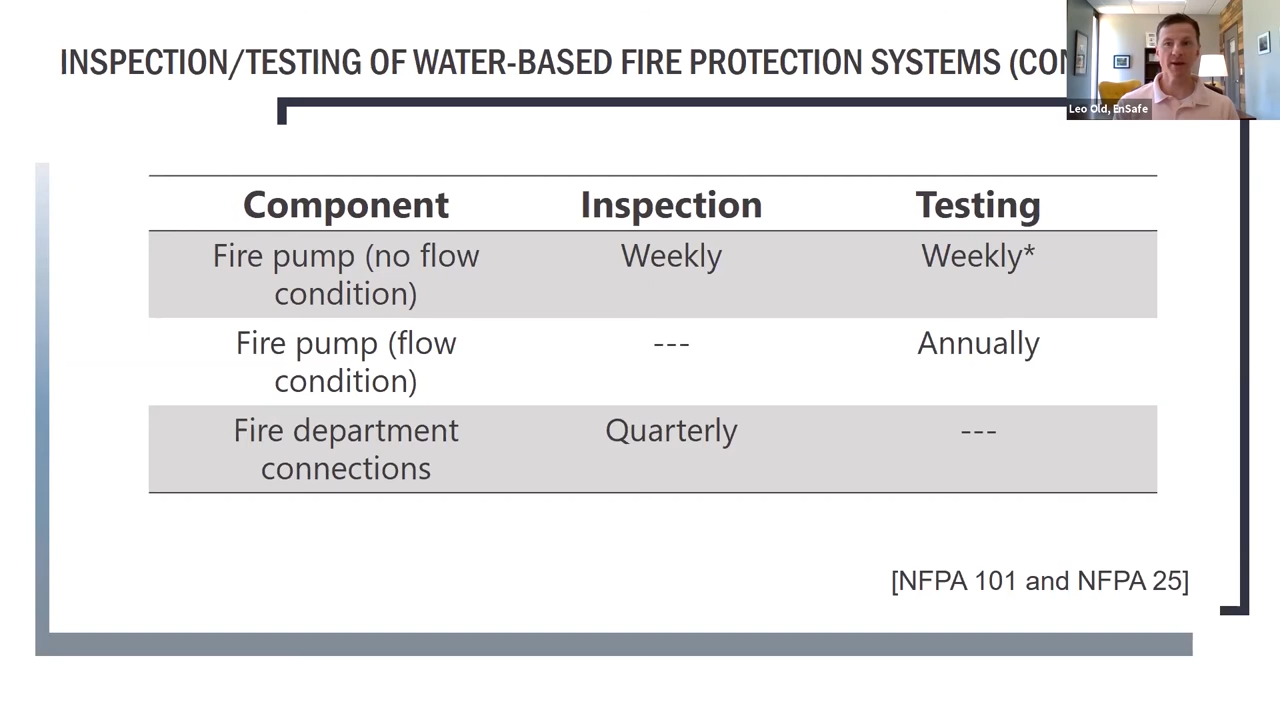 INSPECTION/TESTING OF WATER-BASED FIRE PROTECTION SYSTEMS (CON
Leo Old, EnSafe
Component Inspection Testing
Fire pump (no flow Weekly Weekly*
condition)
Fire pump (flow --- Annually
condition)
Fire department Quarterly ---
connections
[NFPA 101 and NFPA 25]